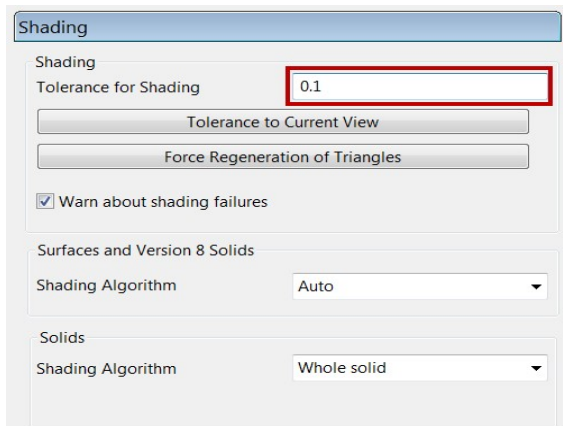 Shading
Shading
Tolerance for Shading 0.1
Tolerance to Current View
Force Regeneration of Triangles
Warn about shading failures
Surfaces and Version 8 Solids
Shading Algorithm Auto
Solids
Shading Algorithm Whole solid